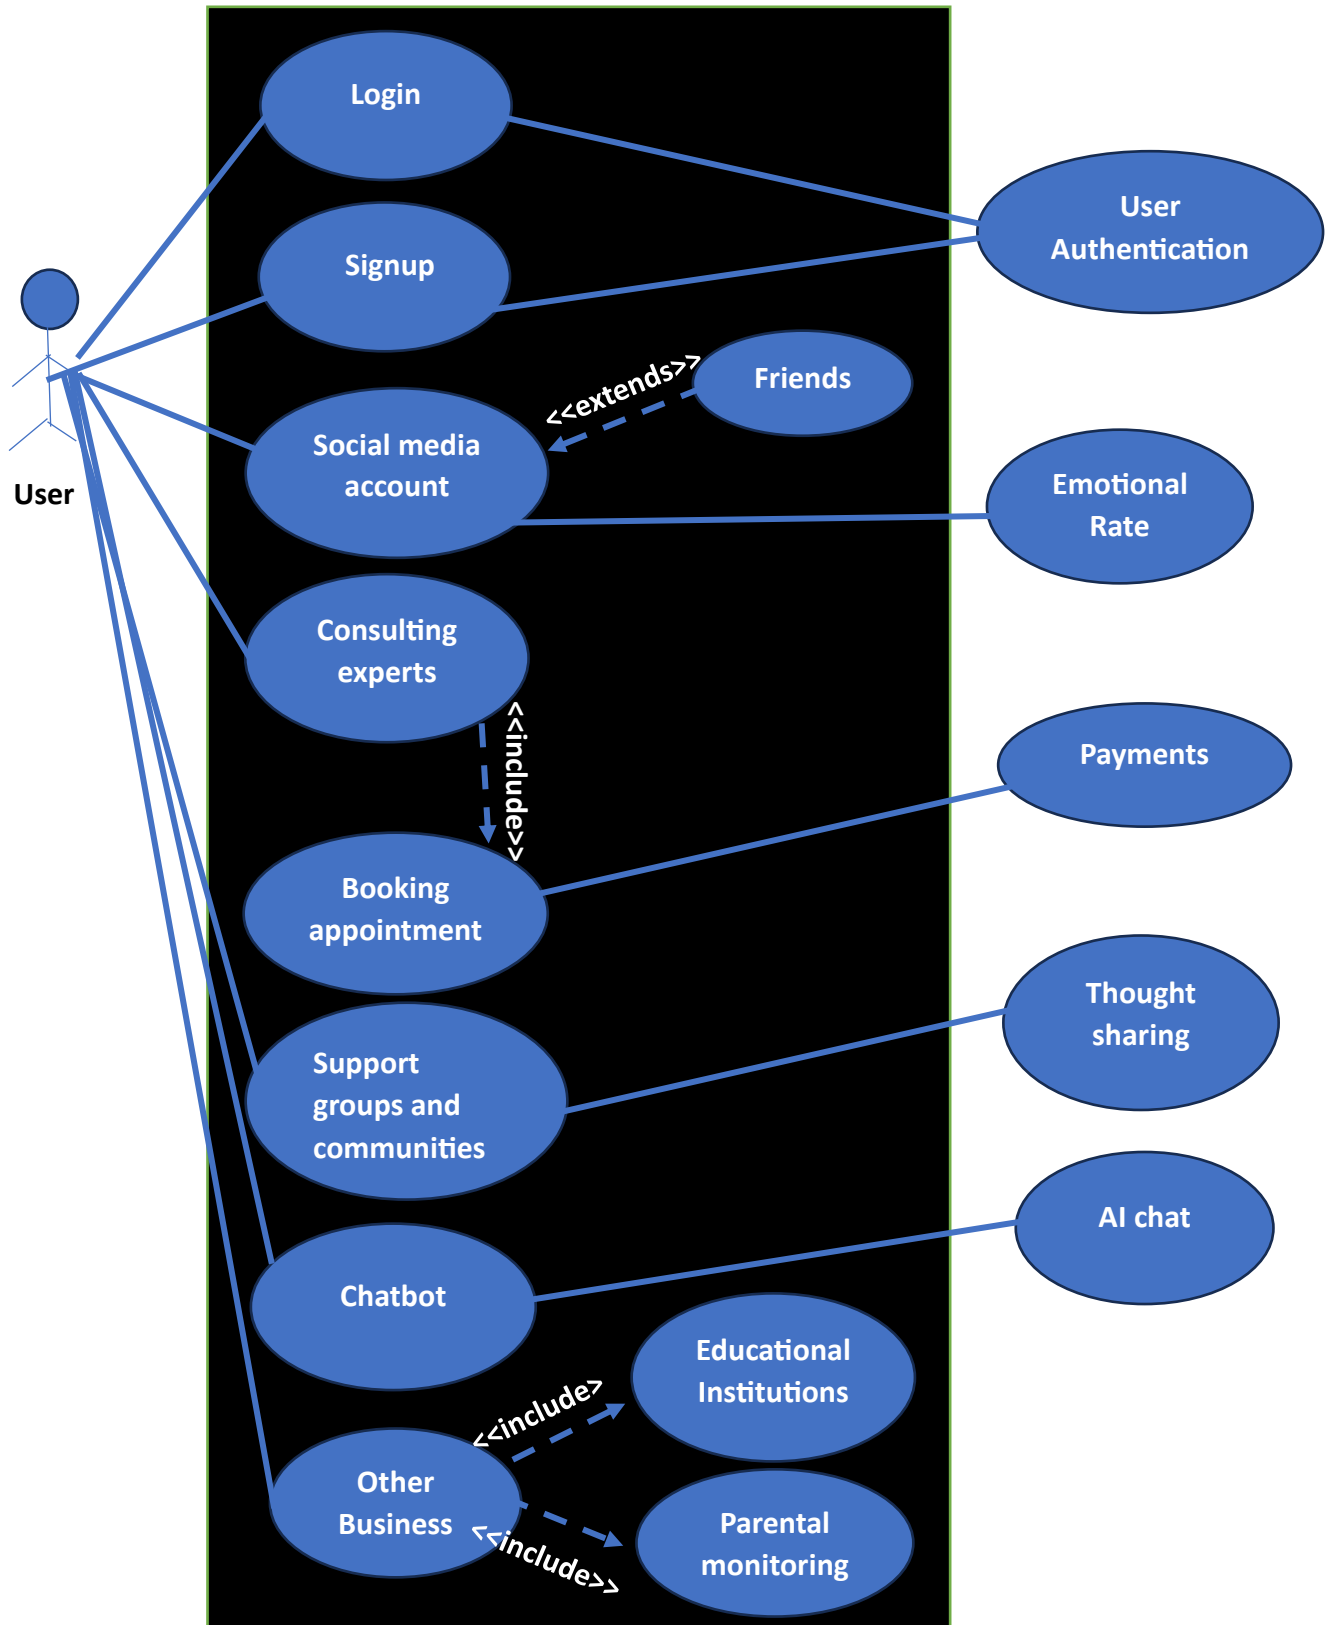 Login
User
Authentication
Signup
<<extends>>
Friends
Social media
account
User
Emotional
Rate
Consulting
experts
<<include>>
Payments
Booking
appointment
Thought
sharing
Support
groups and
communities
AI chat
Chatbot
<<include>
Educational
Institutions
Other
Business
<<include>>
Parental
monitoring